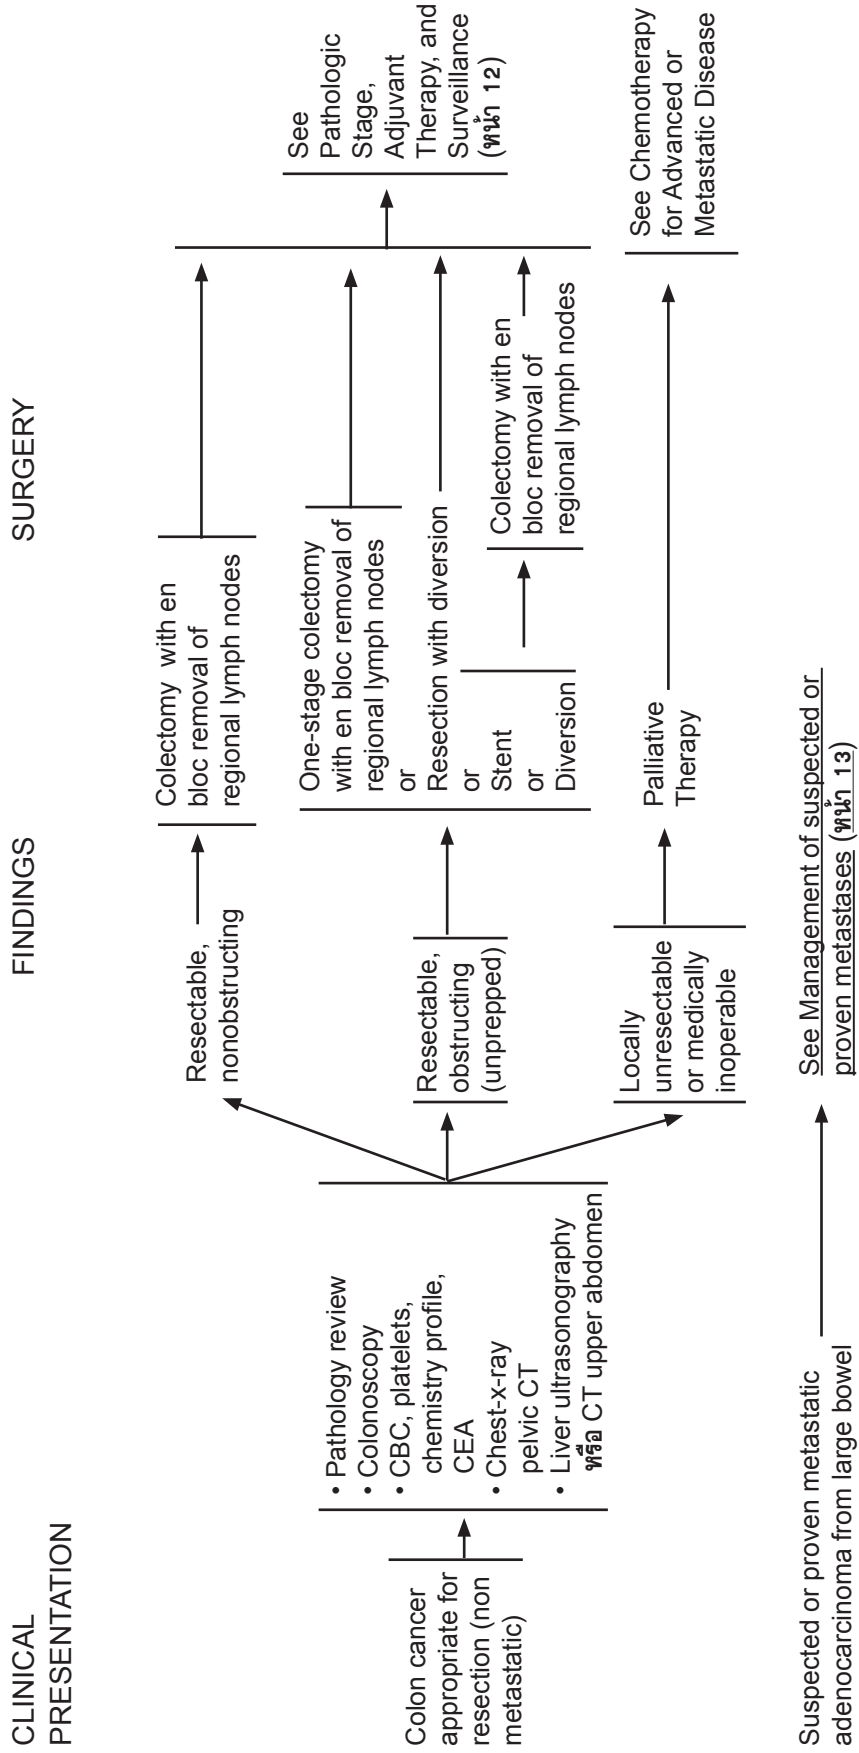 CLINICAL
PRESENTATION
FINDINGS
SURGERY
Colon cancer
appropriate for
resection (non
metastatic)
• Pathology review
• Colonoscopy
• CBC, platelets,
chemistry profile,
CEA
• Chest-x-ray
pelvic CT
• Liver ultrasonography
หรือ CT upper abdomen
Resectable,
nonobstructing
Colectomy with en
bloc removal of
regional lymph nodes
Resectable,
obstructing
(unprepped)
One-stage colectomy
with en bloc removal of
regional lymph nodes
or
Resection with diversion
or
Stent
or
Diversion
Colectomy with en
bloc removal of
regional lymph nodes
See
Pathologic
Stage,
Adjuvant
Therapy, and
Surveillance
(หน้า 12)
Locally
unresectable
or medically
inoperable
Palliative
Therapy
See Chemotherapy
for Advanced or
Metastatic Disease
Suspected or proven metastatic
adenocarcinoma from large bowel
See Management of suspected or
proven metastases (หน้า 13)